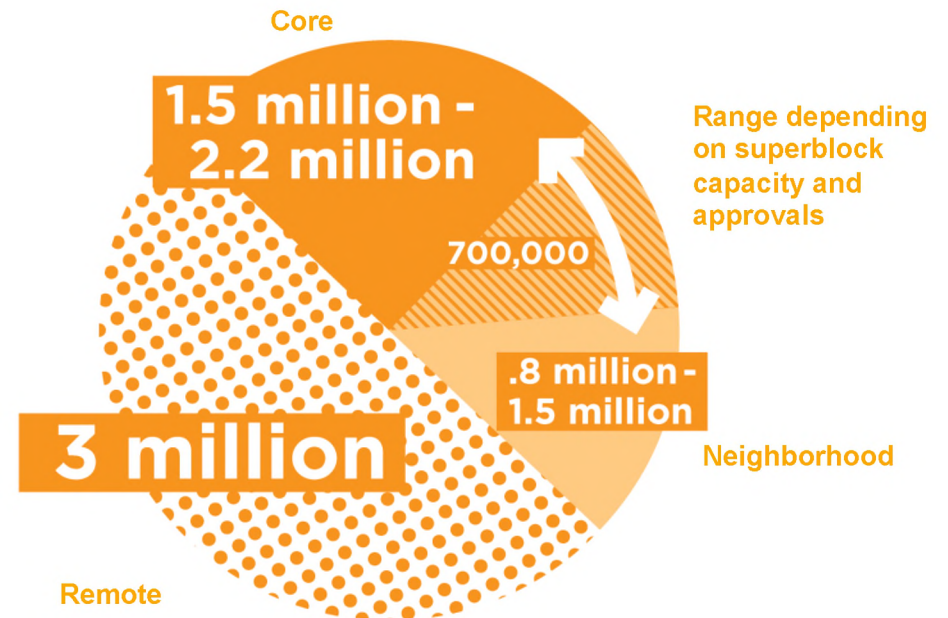 Core
1.5 million -
2.2 million
Range depending
on superblock
capacity and
approvals
700,000
.8 million -
1.5 million
3 million
Neighborhood
Remote